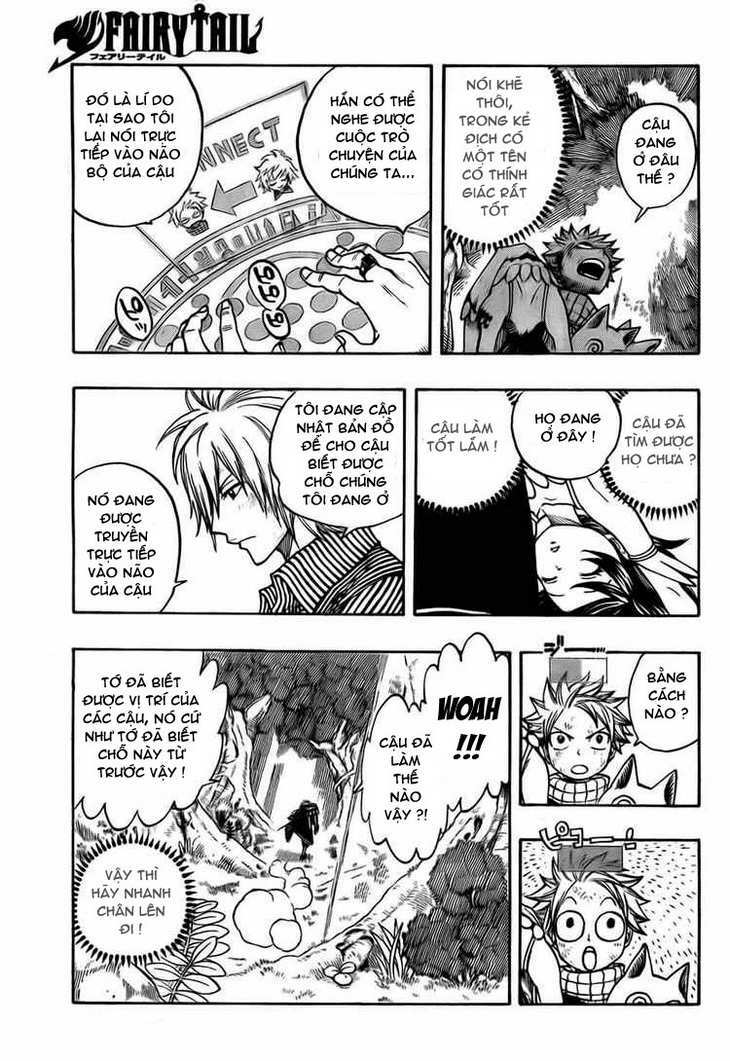 FAIRY TAIL
フェアリーテイル
CẬU
ĐANG
Ở ĐÂU
THẾ ?
NÓI KHẼ
THÔI,
TRONG KẺ
ĐỊCH CÓ
MỘT TÊN
CÓ THÍNH
GIÁC RẤT
TỐT
HẮN CÓ THỂ
NGHE ĐƯỢC
CUỘC TRÒ
CHUYỆN CỦA
CHÚNG TA...
ĐÓ LÀ LÍ DO
TẠI SAO TÔI
LẠI NÓI TRỰC
TIẾP VÀO NÃO
BỘ CỦA CẬU
NNECT
CẬU ĐÃ
TÌM ĐƯỢC
HỌ CHƯA ?
HỌ ĐANG
Ở ĐÂY !
CẬU LÀM
TỐT LẮM !
TÔI ĐANG CẬP
NHẬT BẢN ĐỒ
ĐỂ CHO CẬU
BIẾT ĐƯỢC
CHỖ CHÚNG
TÔI ĐANG Ở
NÓ ĐANG
ĐƯỢC
TRUYỀN
TRỰC TIẾP
VÀO NÃO
CỦA CẬU
BẰNG
CÁCH
NÀO ?
ジー
ピコーン!
WOAH
!!!
CẬU ĐÃ
LÀM
THẾ
NÀO
VẬY ?!
TỚ ĐÃ BIẾT
ĐƯỢC VỊ TRÍ CỦA
CÁC CẬU, NÓ CỨ
NHƯ TỚ ĐÃ BIẾT
CHỖ NÀY TỪ
TRƯỚC VẬY !
VẬY THÌ
HÃY NHANH
CHÂN LÊN
ĐI !